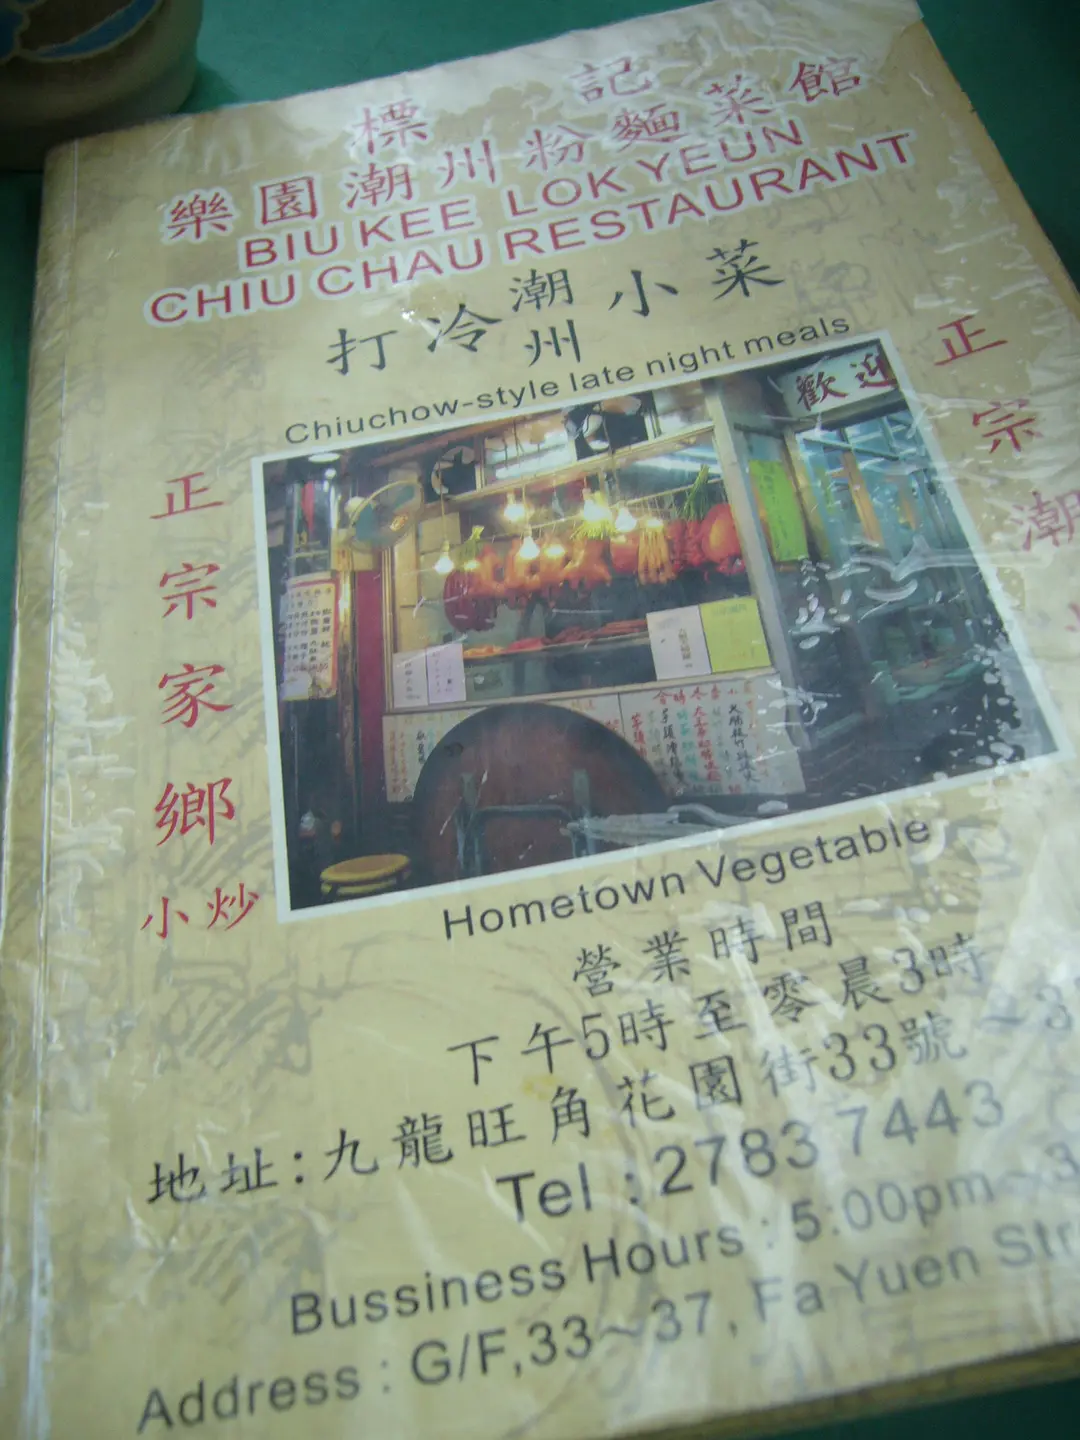 標記
樂園潮州粉麵菜館
BIU KEE LOK YEUN
CHIU CHAU RESTAURANT
打冷潮州小菜
Chiuchow-style late night meals
正宗家鄉小炒
正宗潮
歡迎
Hometown Vegetable
營業時間
下午5時至零晨3時
地址:九龍旺角花園街33號~3
Tel : 2783 7443
Bussiness Hours : 5:00pm~3
Address : G/F,33~37, Fa Yuen Str